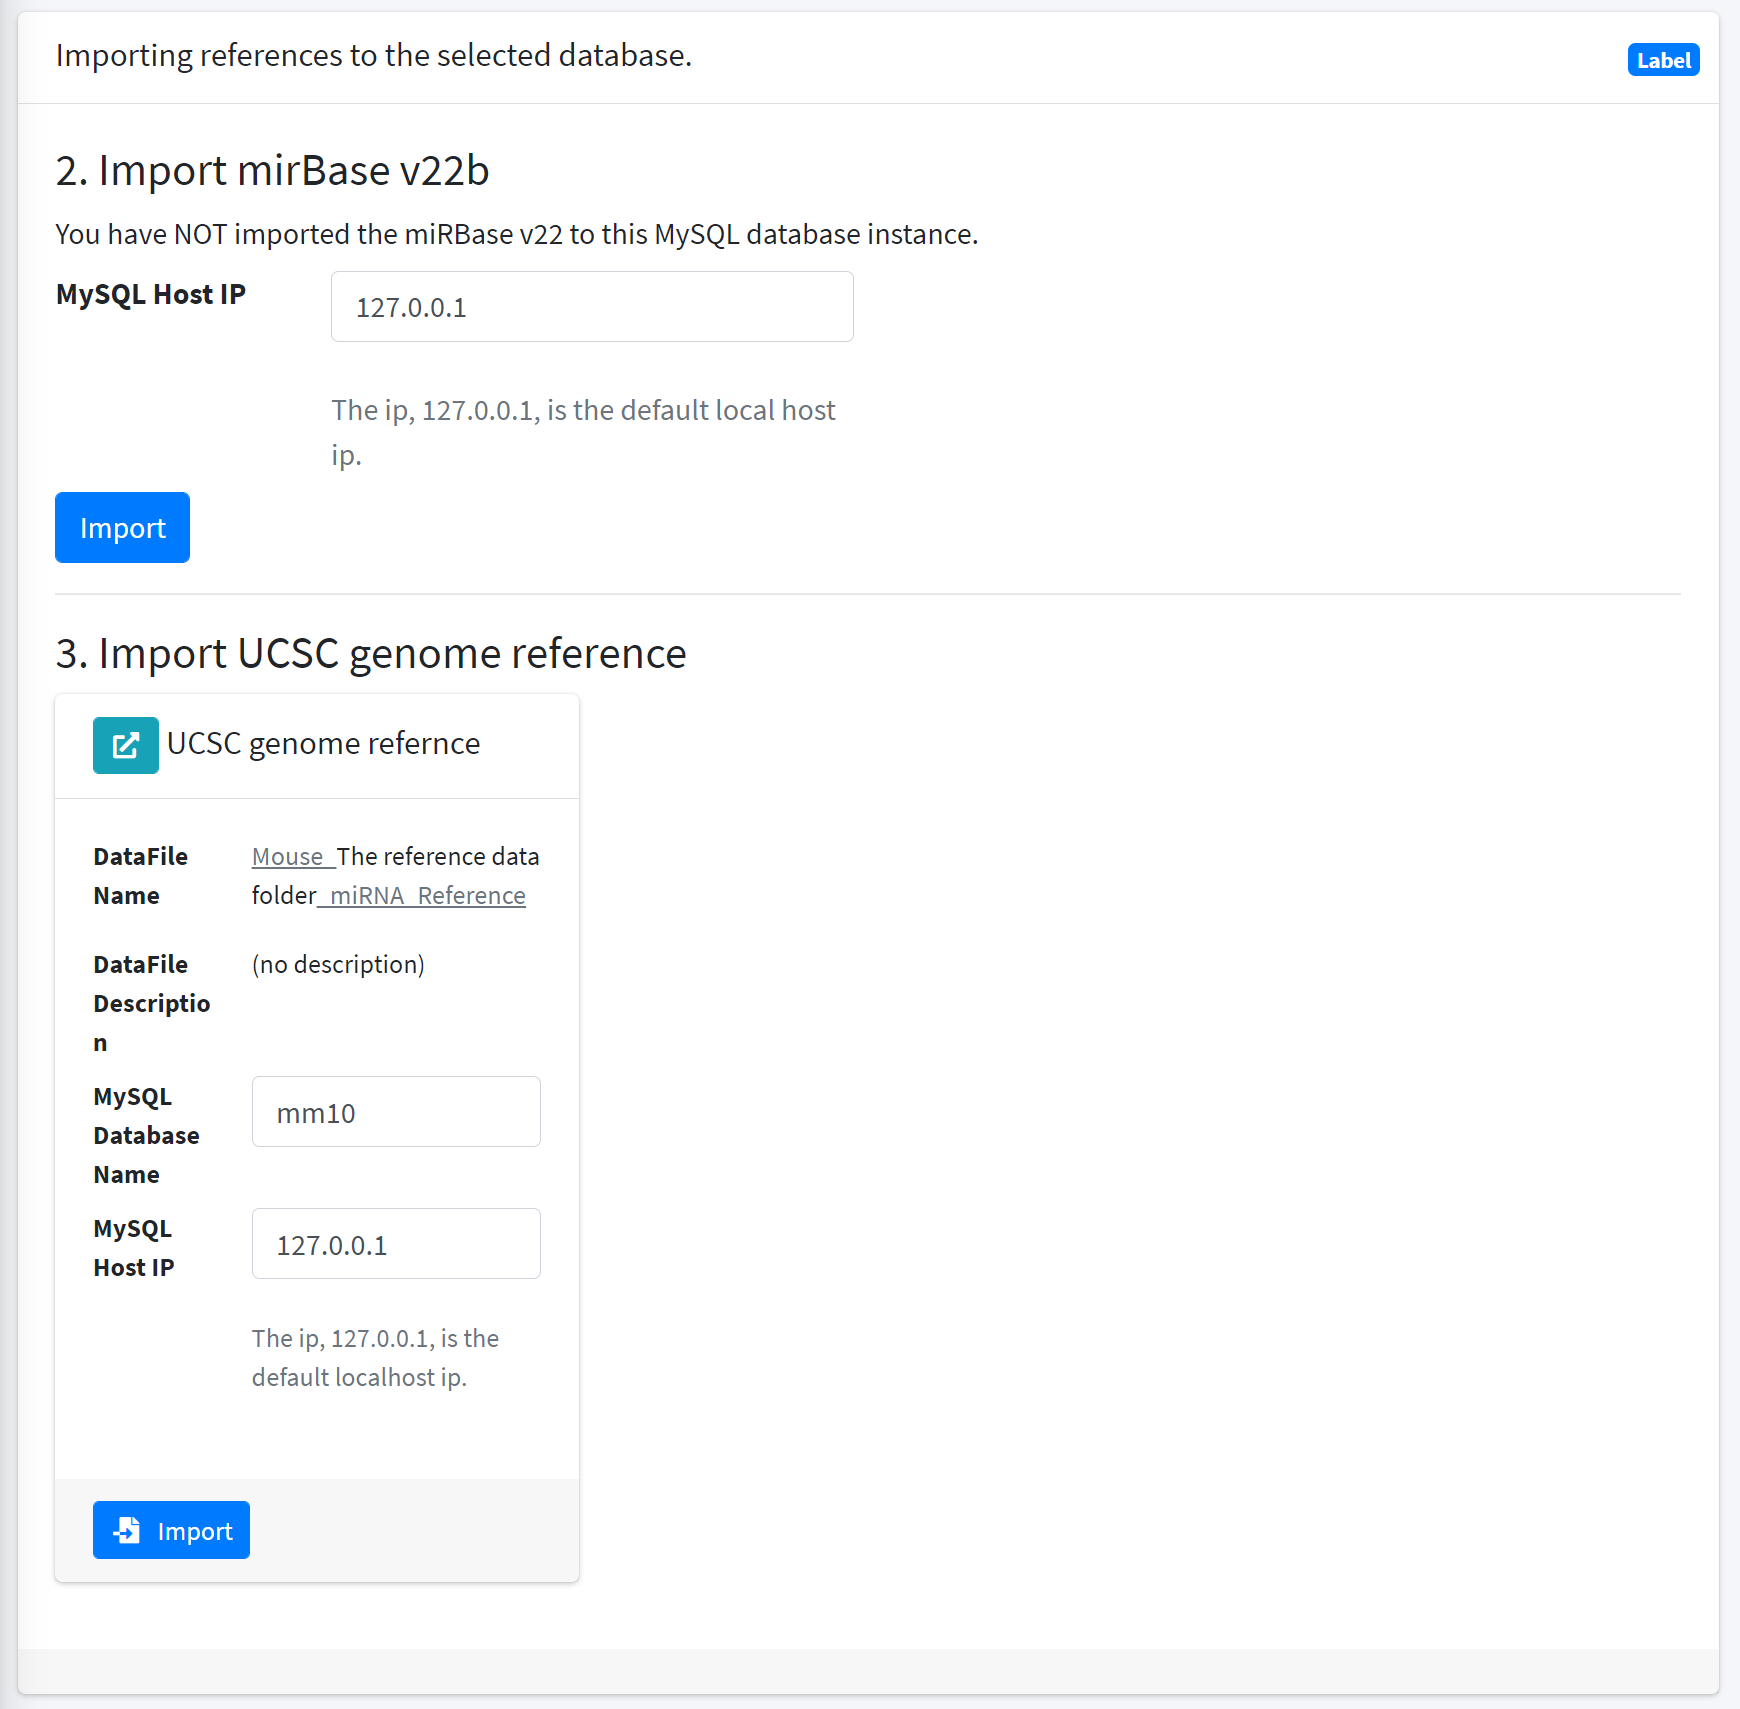 Importing references to the selected database.
Label
2. Import mirBase v22b
You have NOT imported the miRBase v22 to this MySQL database instance.
MySQL Host IP
127.0.0.1
The ip, 127.0.0.1, is the default local host
ip.
Import
3. Import UCSC genome reference
UCSC genome refernce
DataFile
Name
Mouse_The reference data
folder_miRNA_Reference
DataFile
Descriptio
n
(no description)
MySQL
Database
Name
mm10
MySQL
Host IP
127.0.0.1
The ip, 127.0.0.1, is the
default localhost ip.
Import